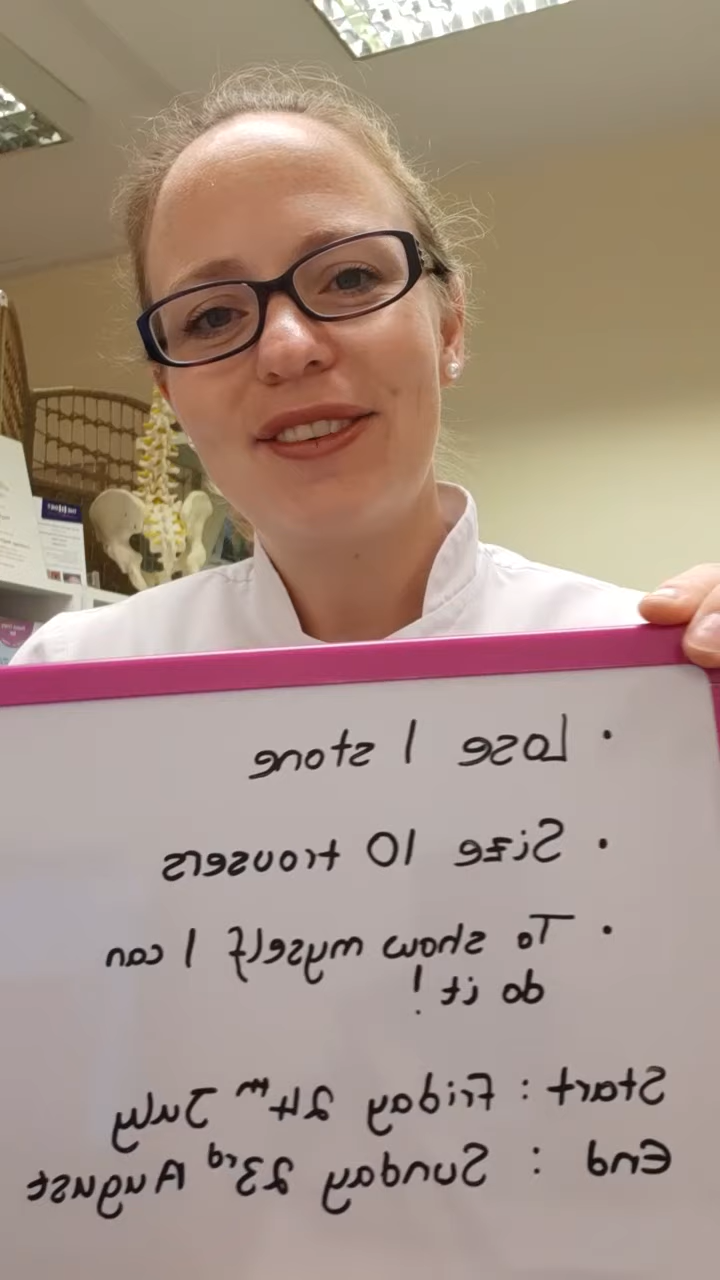 • Lose 1 stone
• Size 10 trousers
• To show myself I can
do it!
Start : Friday 24th July
End : Sunday 23rd August